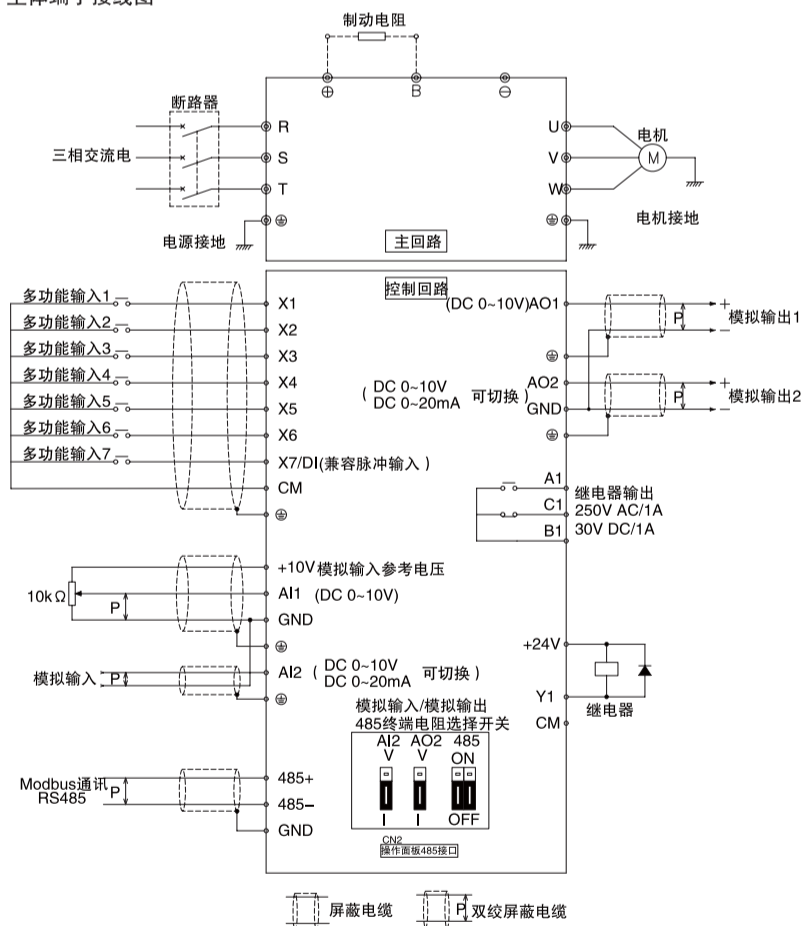 制动电阻
⊕ B ⊖
断路器
三相交流电
R
S
T
电源接地
主回路
U
V
W
电机
M
电机接地
控制回路
多功能输入1
多功能输入2
多功能输入3
多功能输入4
多功能输入5
多功能输入6
多功能输入7
X1
X2
X3
X4
X5
X6
X7/DI(兼容脉冲输入)
CM
(DC 0~10V)AO1
P
+
−
模拟输出1
(DC 0~10V
DC 0~20mA 可切换)
AO2
GND
P
+
−
模拟输出2
A1
C1
B1
继电器输出
250V AC/1A
30V DC/1A
10kΩ
P
+10V模拟输入参考电压
AI1 (DC 0~10V)
GND
模拟输入
P
AI2 (DC 0~10V
DC 0~20mA 可切换)
+24V
Y1
CM
继电器
模拟输入/模拟输出
485终端电阻选择开关
AI2 AO2 485
V V ON
I I OFF
CN2
操作面板485接口
Modbus通讯
RS485
P
485+
485−
GND
屏蔽电缆
P 双绞屏蔽电缆